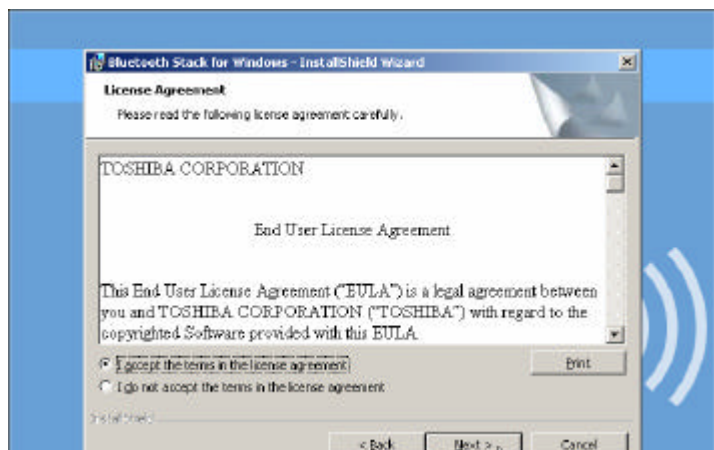 Bluetooth Stack for Windows - InstallShield Wizard
License Agreement
Please read the following license agreement carefully.
TOSHIBA CORPORATION
End User License Agreement
This End User License Agreement ("EULA") is a legal agreement between
you and TOSHIBA CORPORATION ("TOSHIBA") with regard to the
copyrighted Software provided with this EULA.
I accept the terms in the license agreement
Print
I do not accept the terms in the license agreement
InstallShield
< Back
Next >
Cancel